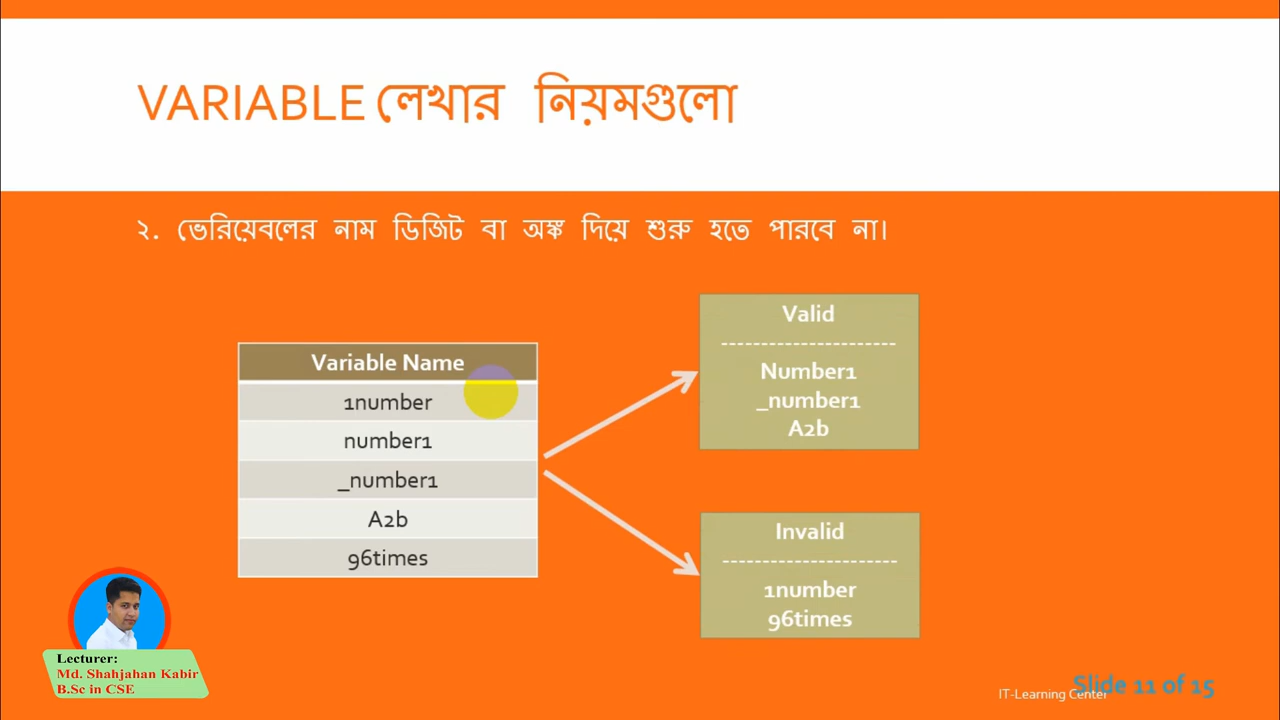 VARIABLE লেখার নিয়মগুলো
২. ভেরিয়েবলের নাম ডিজিট বা অঙ্ক দিয়ে শুরু হতে পারবে না।
Variable Name
1number
number1
_number1
A2b
96times
Valid
----------------------
Number1
_number1
A2b
Invalid
----------------------
1number
96times
Lecturer:
Md. Shahjahan Kabir
B.Sc in CSE
IT-Learning Center
Slide 11 of 15